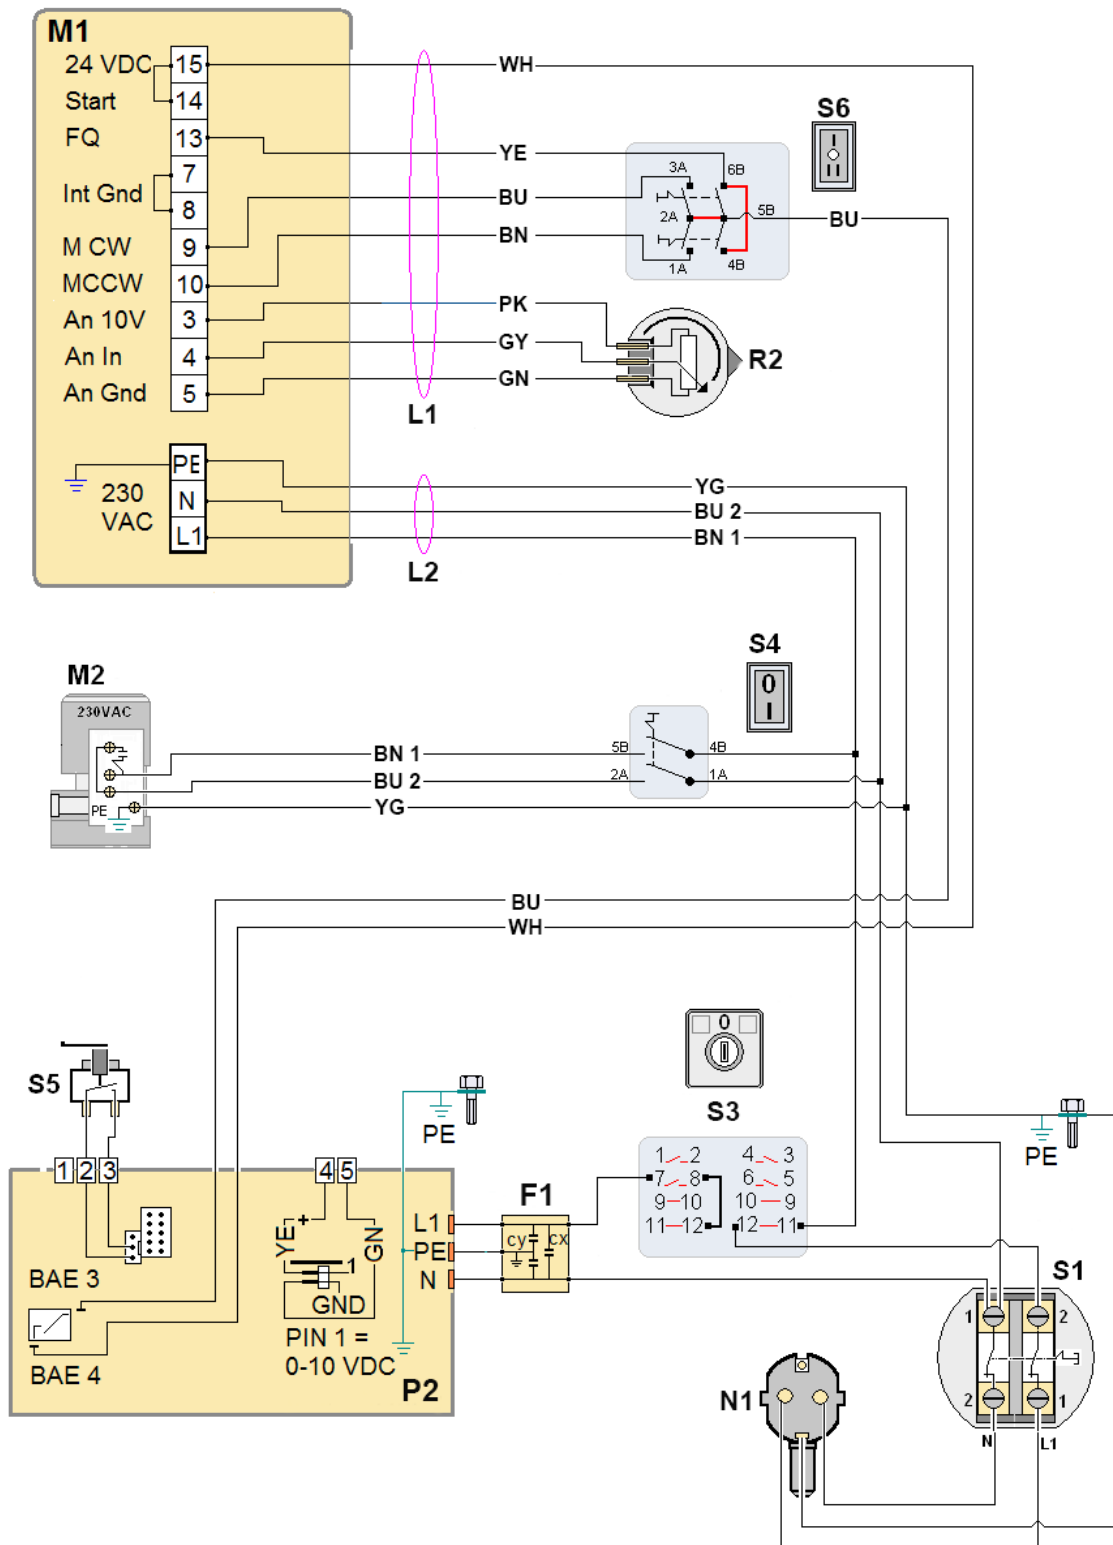 M1
24 VDC 15 WH
Start 14
S6
FQ 13 YE
7
3A 6B
Int Gnd
8 BU
2A 5B BU
M CW 9 BN
1A 4B
MCCW 10
An 10V 3 PK
An In 4 GY R2
An Gnd 5 GN
L1
PE
230 VAC
N
L1
YG
BU 2
BN 1
L2
S4
M2
0
I
230VAC
BN 1 5B 4B
BU 2 2A 1A
PE YG
BU
WH
0
S5
S3
PE
PE
1 2 4 3
7 8 6 5
9 10 10 9
11 12 12 11
1 2 3
4 5
F1
L1
PE
N
cy cx
YE + GN
1
GND
BAE 3
PIN 1 =
0-10 VDC
BAE 4
P2
S1
1 2
2 1
N L1
N1